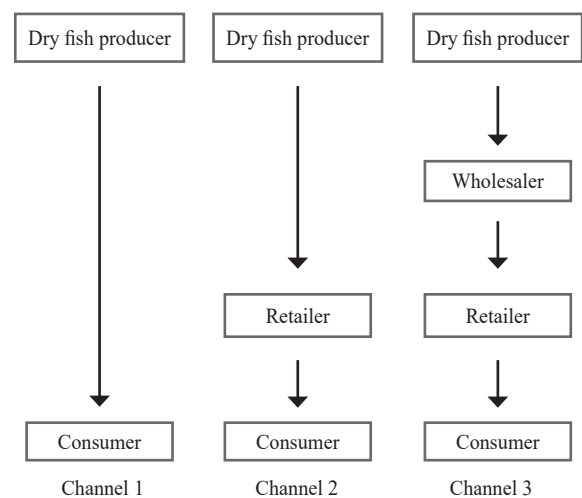 Dry fish producer
Dry fish producer
Dry fish producer
Wholesaler
Retailer
Retailer
Consumer
Consumer
Consumer
Channel 1
Channel 2
Channel 3